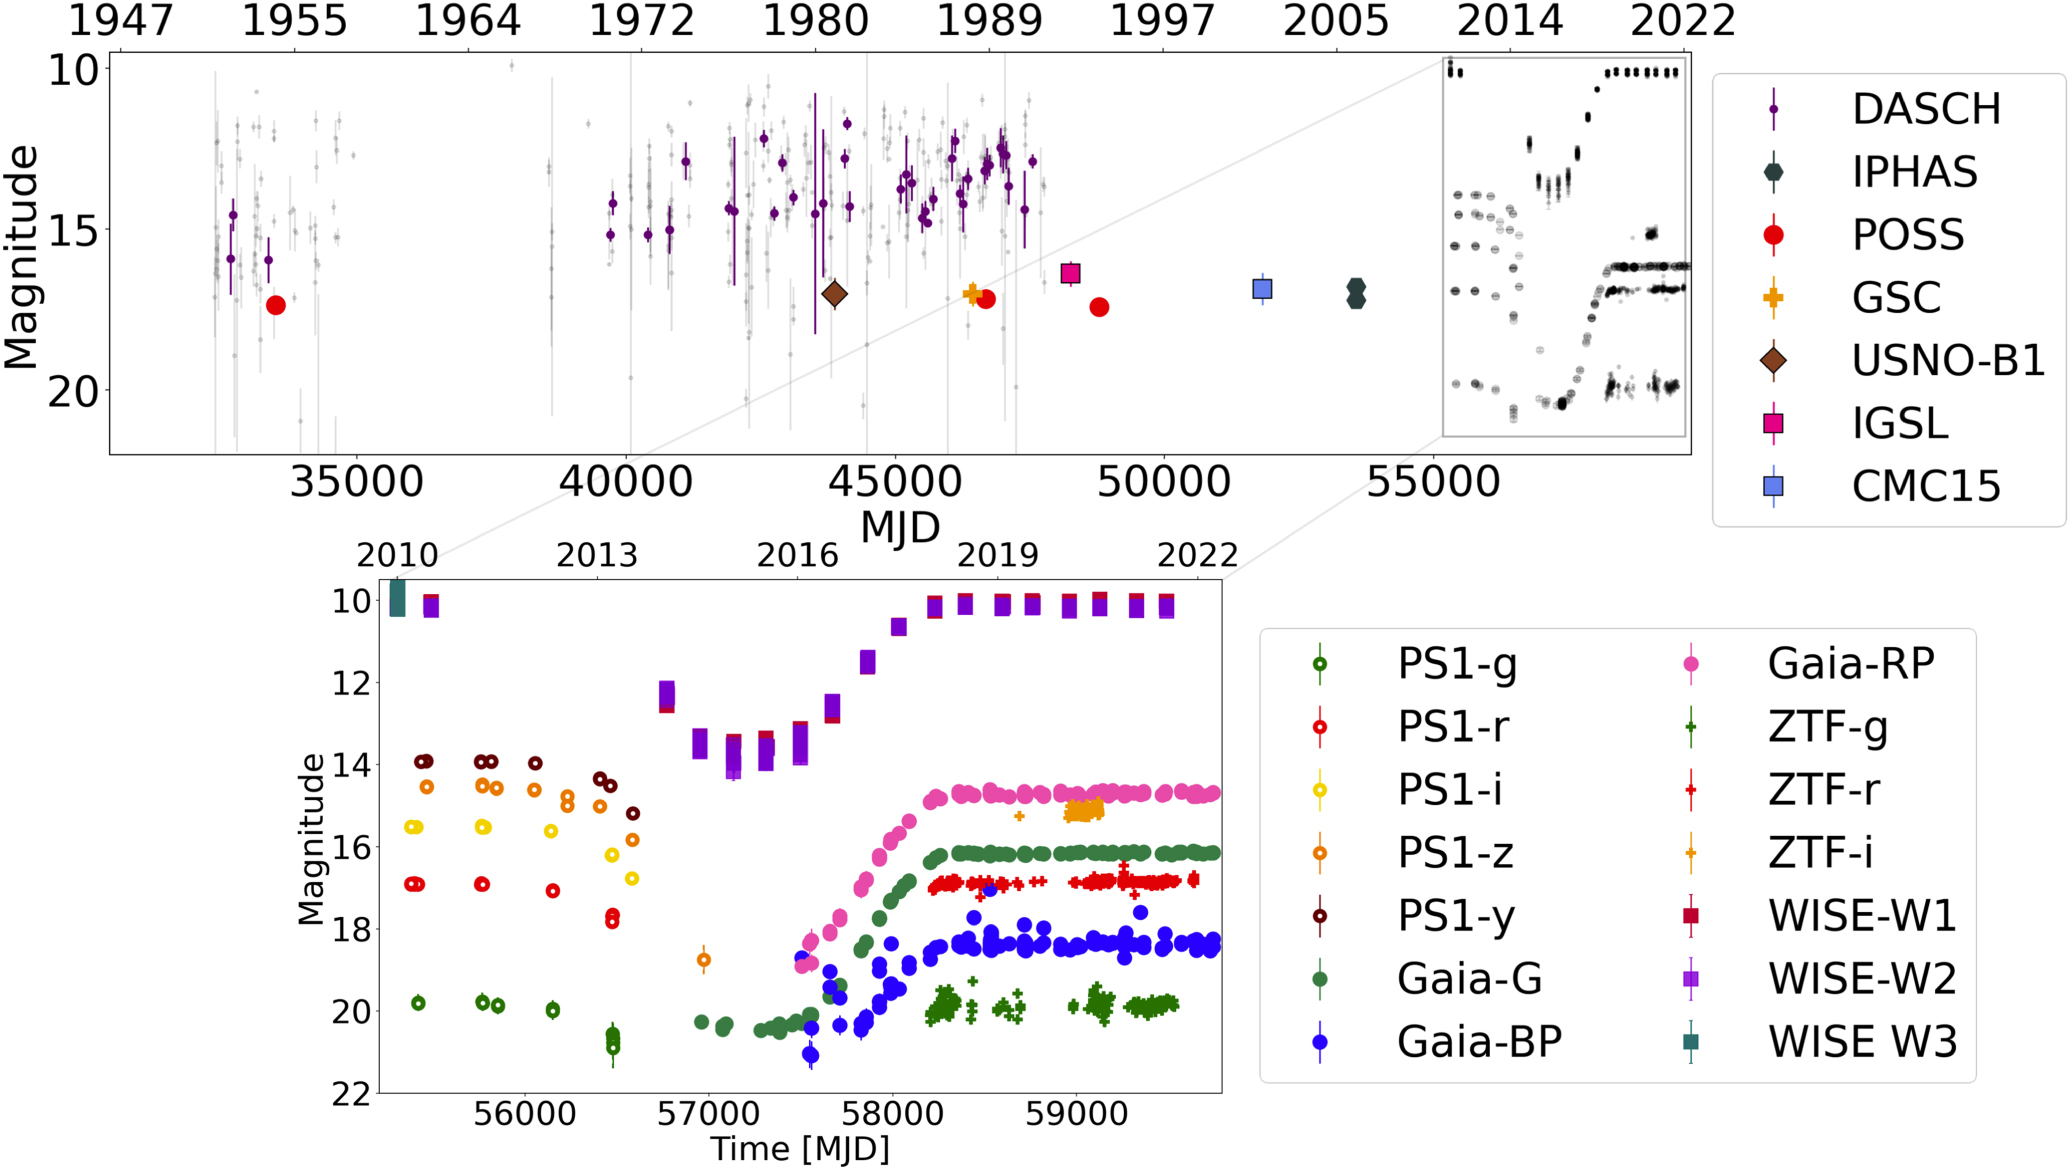 1947 1955 1964 1972 1980 1989 1997 2005 2014 2022
10
15
20
Magnitude
35000 40000 45000 50000 55000
MJD
DASCH
IPHAS
POSS
GSC
USNO-B1
IGSL
CMC15
2010 2013 2016 2019 2022
10
12
14
16
18
20
22
Magnitude
56000 57000 58000 59000
Time [MJD]
PS1-g
PS1-r
PS1-i
PS1-z
PS1-y
Gaia-G
Gaia-BP
Gaia-RP
ZTF-g
ZTF-r
ZTF-i
WISE-W1
WISE-W2
WISE W3